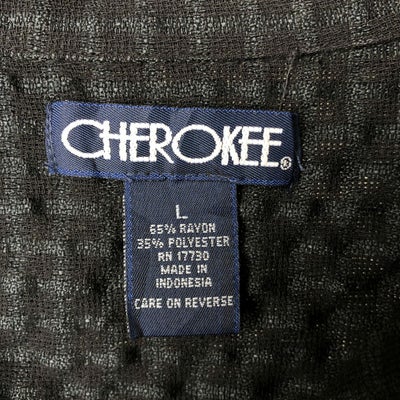 CHEROKEE®
L
65% RAYON
35% POLYESTER
RN 17730
MADE IN
INDONESIA
CARE ON REVERSE